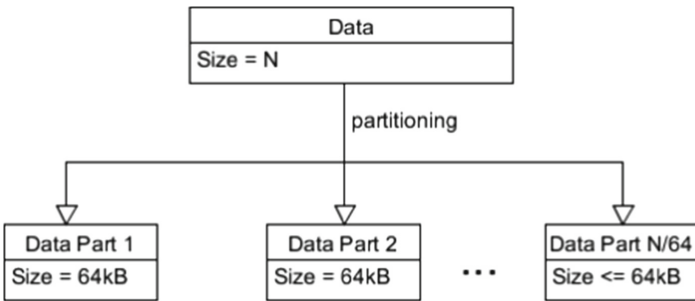 Data
Size = N
partitioning
Data Part 1
Size = 64kB
Data Part 2
Size = 64kB
...
Data Part N/64
Size <= 64kB